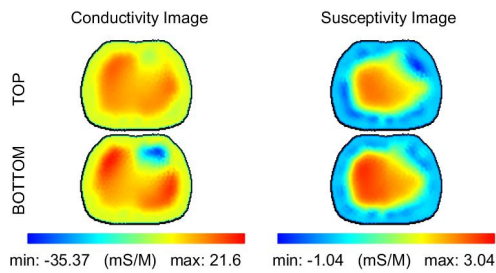 Conductivity Image
Susceptivity Image
TOP
BOTTOM
min: -35.37 (mS/M) max: 21.6
min: -1.04 (mS/M) max: 3.04